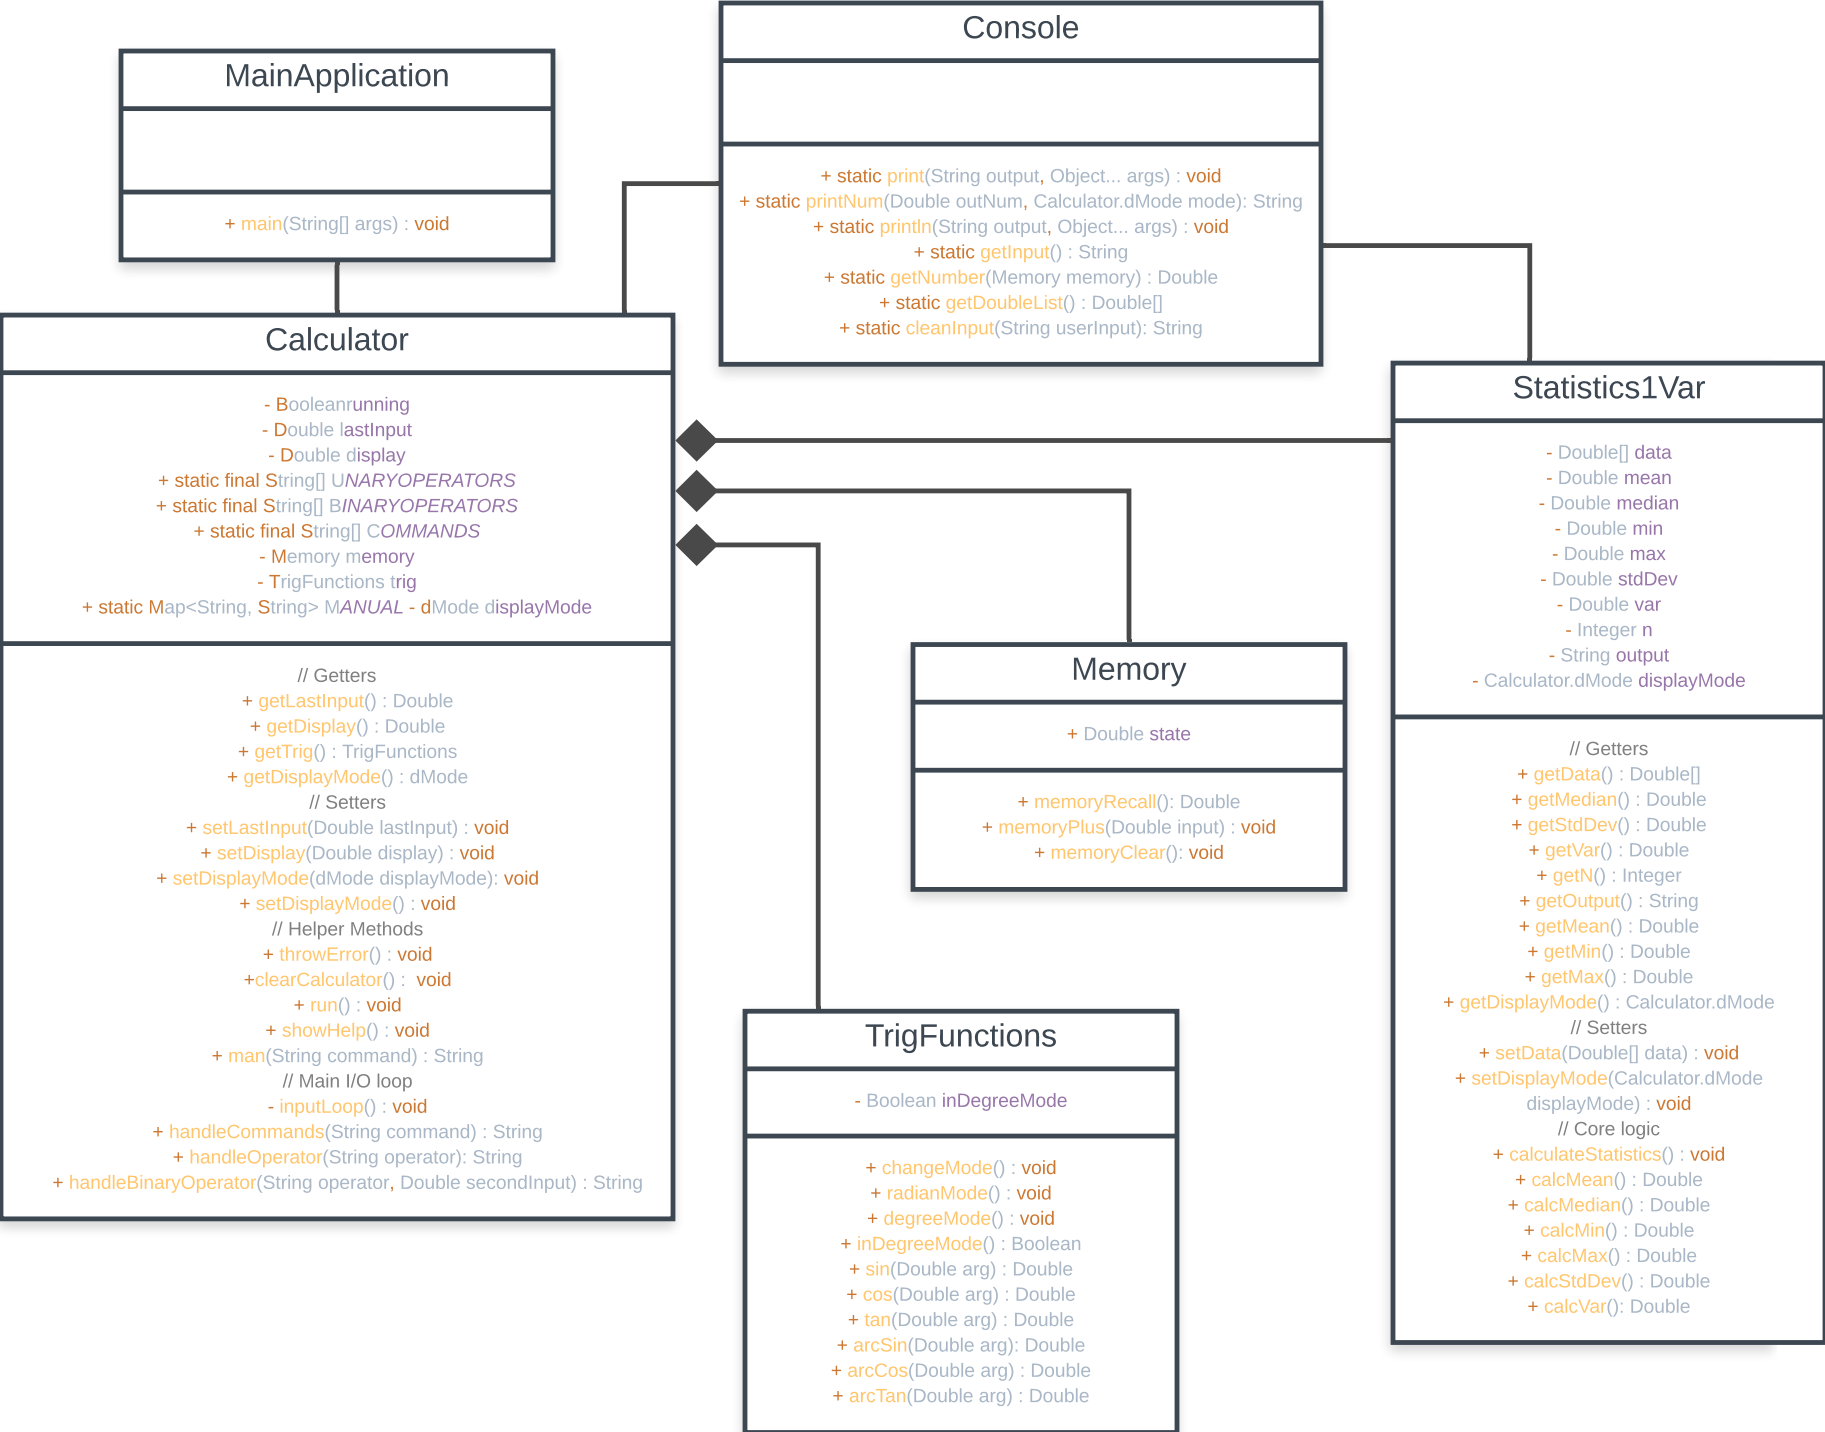 MainApplication
+ main(String[] args) : void
Console
+ static print(String output, Object... args) : void
+ static printNum(Double outNum, Calculator.dMode mode): String
+ static println(String output, Object... args) : void
+ static getInput() : String
+ static getNumber(Memory memory) : Double
+ static getDoubleList() : Double[]
+ static cleanInput(String userInput): String
Calculator
- Booleanrunning
- Double lastInput
- Double display
+ static final String[] UNARYOPERATORS
+ static final String[] BINARYOPERATORS
+ static final String[] COMMANDS
- Memory memory
- TrigFunctions trig
+ static Map<String, String> MANUAL - dMode displayMode
// Getters
+ getLastInput() : Double
+ getDisplay() : Double
+ getTrig() : TrigFunctions
+ getDisplayMode() : dMode
// Setters
+ setLastInput(Double lastInput) : void
+ setDisplay(Double display) : void
+ setDisplayMode(dMode displayMode): void
+ setDisplayMode() : void
// Helper Methods
+ throwError() : void
+clearCalculator() :  void
+ run() : void
+ showHelp() : void
+ man(String command) : String
// Main I/O loop
- inputLoop() : void
+ handleCommands(String command) : String
+ handleOperator(String operator): String
+ handleBinaryOperator(String operator, Double secondInput) : String
Statistics1Var
- Double[] data
- Double mean
- Double median
- Double min
- Double max
- Double stdDev
- Double var
- Integer n
- String output
- Calculator.dMode displayMode
// Getters
+ getData() : Double[]
+ getMedian() : Double
+ getStdDev() : Double
+ getVar() : Double
+ getN() : Integer
+ getOutput() : String
+ getMean() : Double
+ getMin() : Double
+ getMax() : Double
+ getDisplayMode() : Calculator.dMode
// Setters
+ setData(Double[] data) : void
+ setDisplayMode(Calculator.dMode
displayMode) : void
// Core logic
+ calculateStatistics() : void
+ calcMean() : Double
+ calcMedian() : Double
+ calcMin() : Double
+ calcMax() : Double
+ calcStdDev() : Double
+ calcVar(): Double
Memory
+ Double state
+ memoryRecall(): Double
+ memoryPlus(Double input) : void
+ memoryClear(): void
TrigFunctions
- Boolean inDegreeMode
+ changeMode() : void
+ radianMode() : void
+ degreeMode() : void
+ inDegreeMode() : Boolean
+ sin(Double arg) : Double
+ cos(Double arg) : Double
+ tan(Double arg) : Double
+ arcSin(Double arg): Double
+ arcCos(Double arg) : Double
+ arcTan(Double arg) : Double